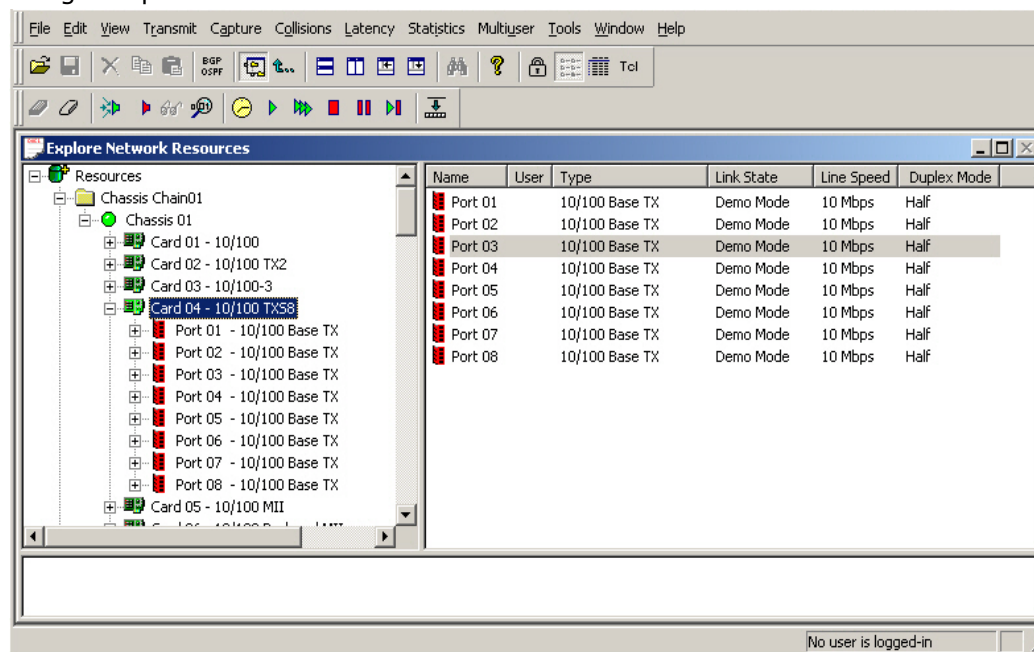 File Edit View Transmit Capture Collisions Latency Statistics Multiuser Tools Window Help
BGP
OSPF
Tcl
Explore Network Resources
Resources
Chassis Chain01
Chassis 01
Card 01 - 10/100
Card 02 - 10/100 TX2
Card 03 - 10/100-3
Card 04 - 10/100 TXS8
Port 01 - 10/100 Base TX
Port 02 - 10/100 Base TX
Port 03 - 10/100 Base TX
Port 04 - 10/100 Base TX
Port 05 - 10/100 Base TX
Port 06 - 10/100 Base TX
Port 07 - 10/100 Base TX
Port 08 - 10/100 Base TX
Card 05 - 10/100 MII
Name User Type Link State Line Speed Duplex Mode
Port 01 10/100 Base TX Demo Mode 10 Mbps Half
Port 02 10/100 Base TX Demo Mode 10 Mbps Half
Port 03 10/100 Base TX Demo Mode 10 Mbps Half
Port 04 10/100 Base TX Demo Mode 10 Mbps Half
Port 05 10/100 Base TX Demo Mode 10 Mbps Half
Port 06 10/100 Base TX Demo Mode 10 Mbps Half
Port 07 10/100 Base TX Demo Mode 10 Mbps Half
Port 08 10/100 Base TX Demo Mode 10 Mbps Half
No user is logged-in